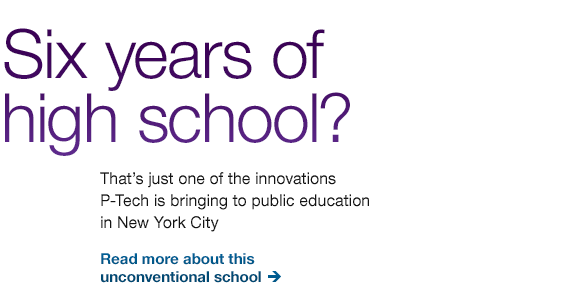 Six years of
high school?
That’s just one of the innovations
P-Tech is bringing to public education
in New York City
Read more about this
unconventional school →